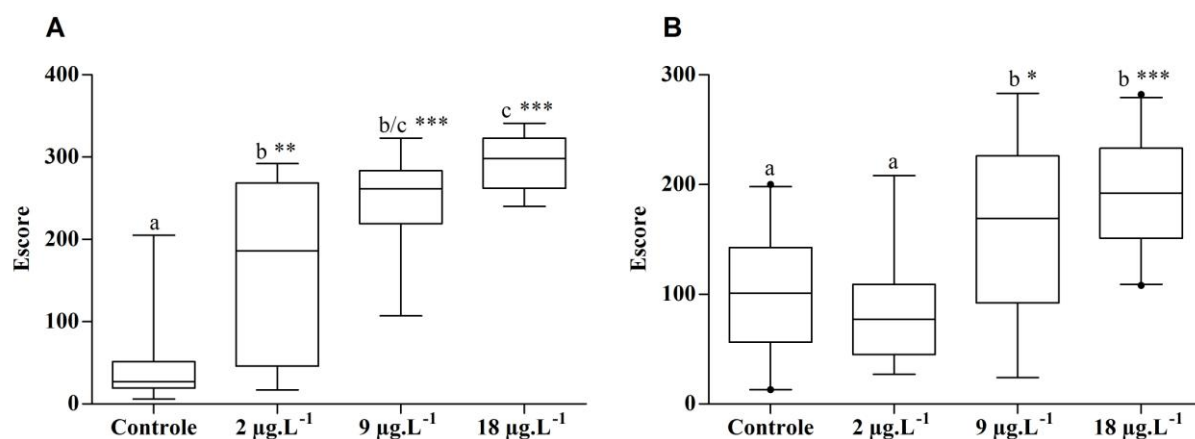 A
Escore
400
300
200
100
0
a
b **
b/c ***
c ***
Controle
2 µg.L⁻¹
9 µg.L⁻¹
18 µg.L⁻¹
B
Escore
300
200
100
0
a
a
b *
b ***
Controle
2 µg.L⁻¹
9 µg.L⁻¹
18 µg.L⁻¹